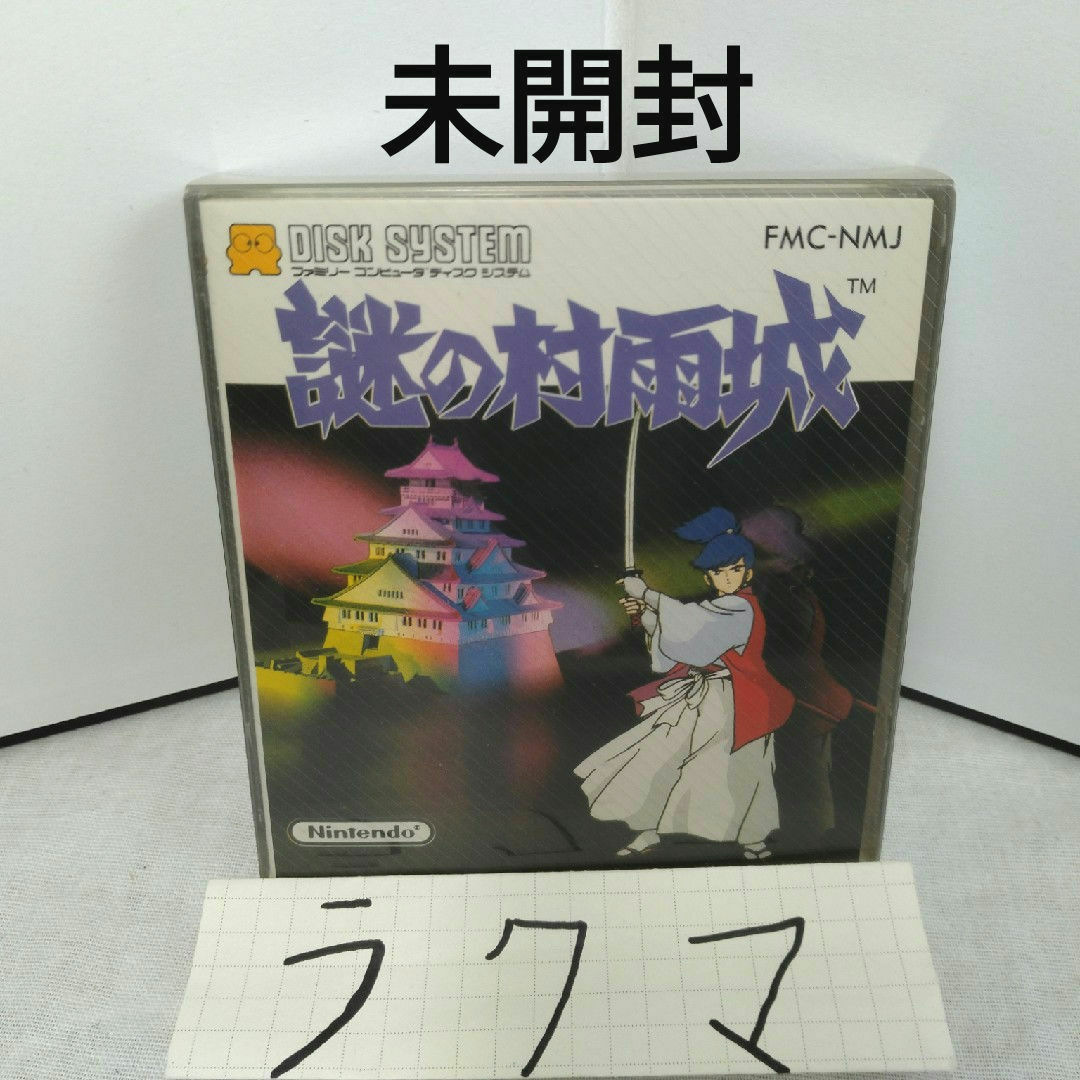 未開封
DISK SYSTEM
FMC-NMJ
ファミリー コンピュータ ディスク システム
謎の村雨城
TM
Nintendo
ラクマ